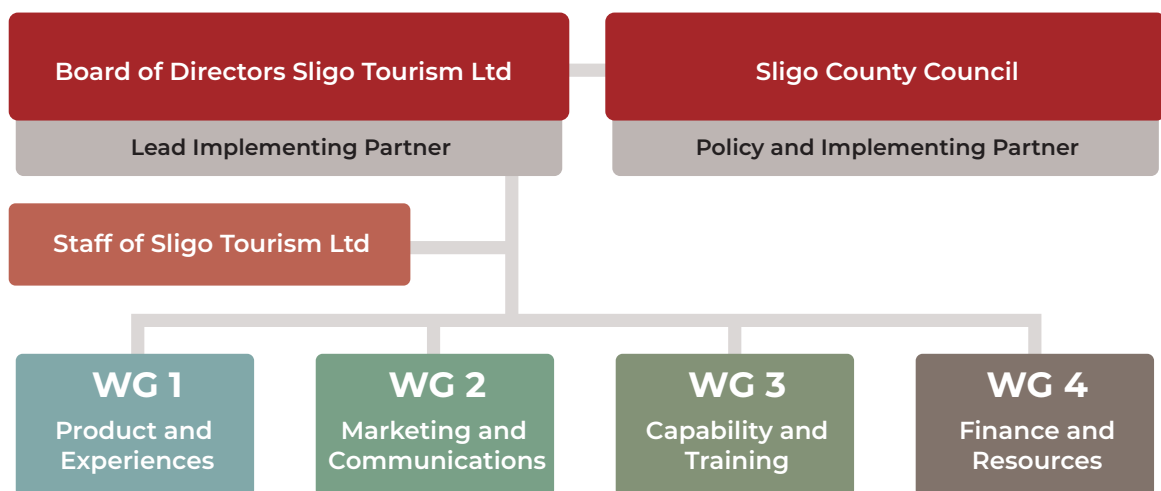 Board of Directors Sligo Tourism Ltd
Sligo County Council
Lead Implementing Partner
Policy and Implementing Partner
Staff of Sligo Tourism Ltd
WG 1
Product and
Experiences
WG 2
Marketing and
Communications
WG 3
Capability and
Training
WG 4
Finance and
Resources